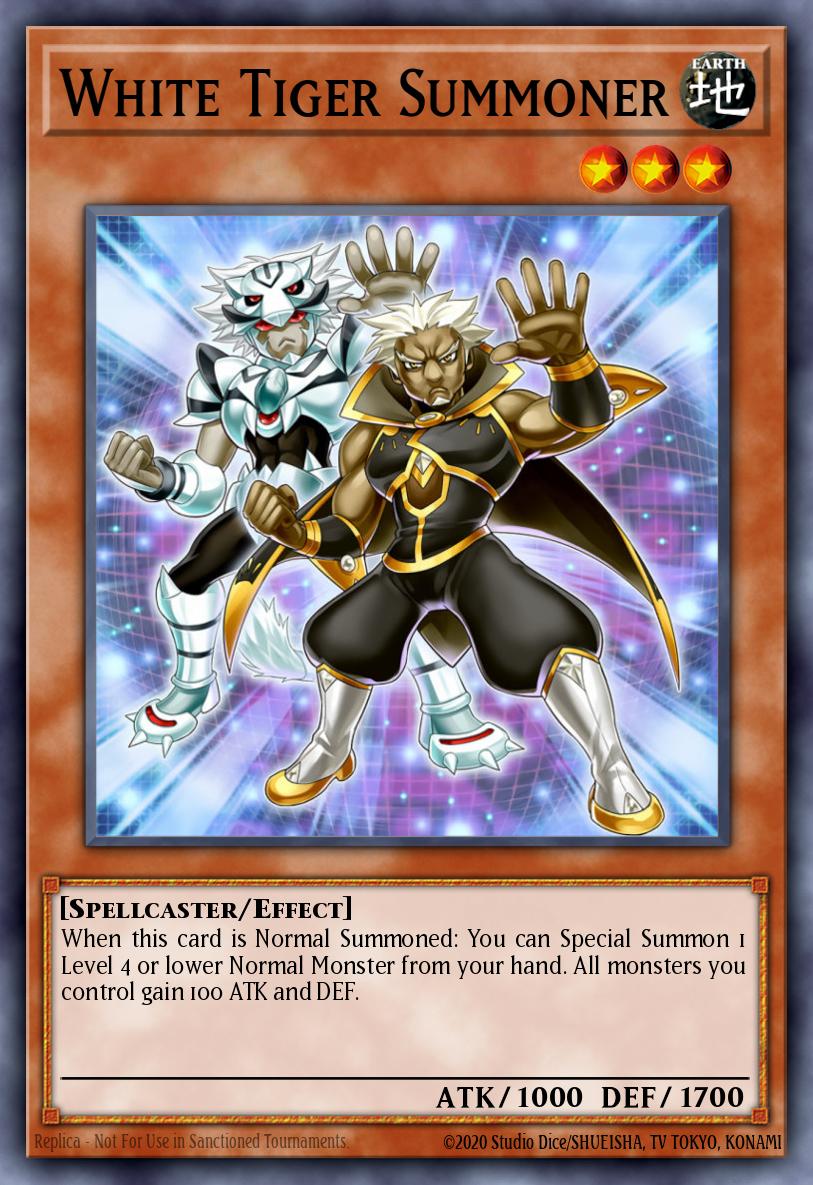 White Tiger Summoner
EARTH
地
[Spellcaster/Effect]
When this card is Normal Summoned: You can Special Summon 1
Level 4 or lower Normal Monster from your hand. All monsters you
control gain 100 ATK and DEF.
ATK/1000 DEF/1700
Replica - Not For Use in Sanctioned Tournaments.
©2020 Studio Dice/SHUEISHA, TV TOKYO, KONAMI